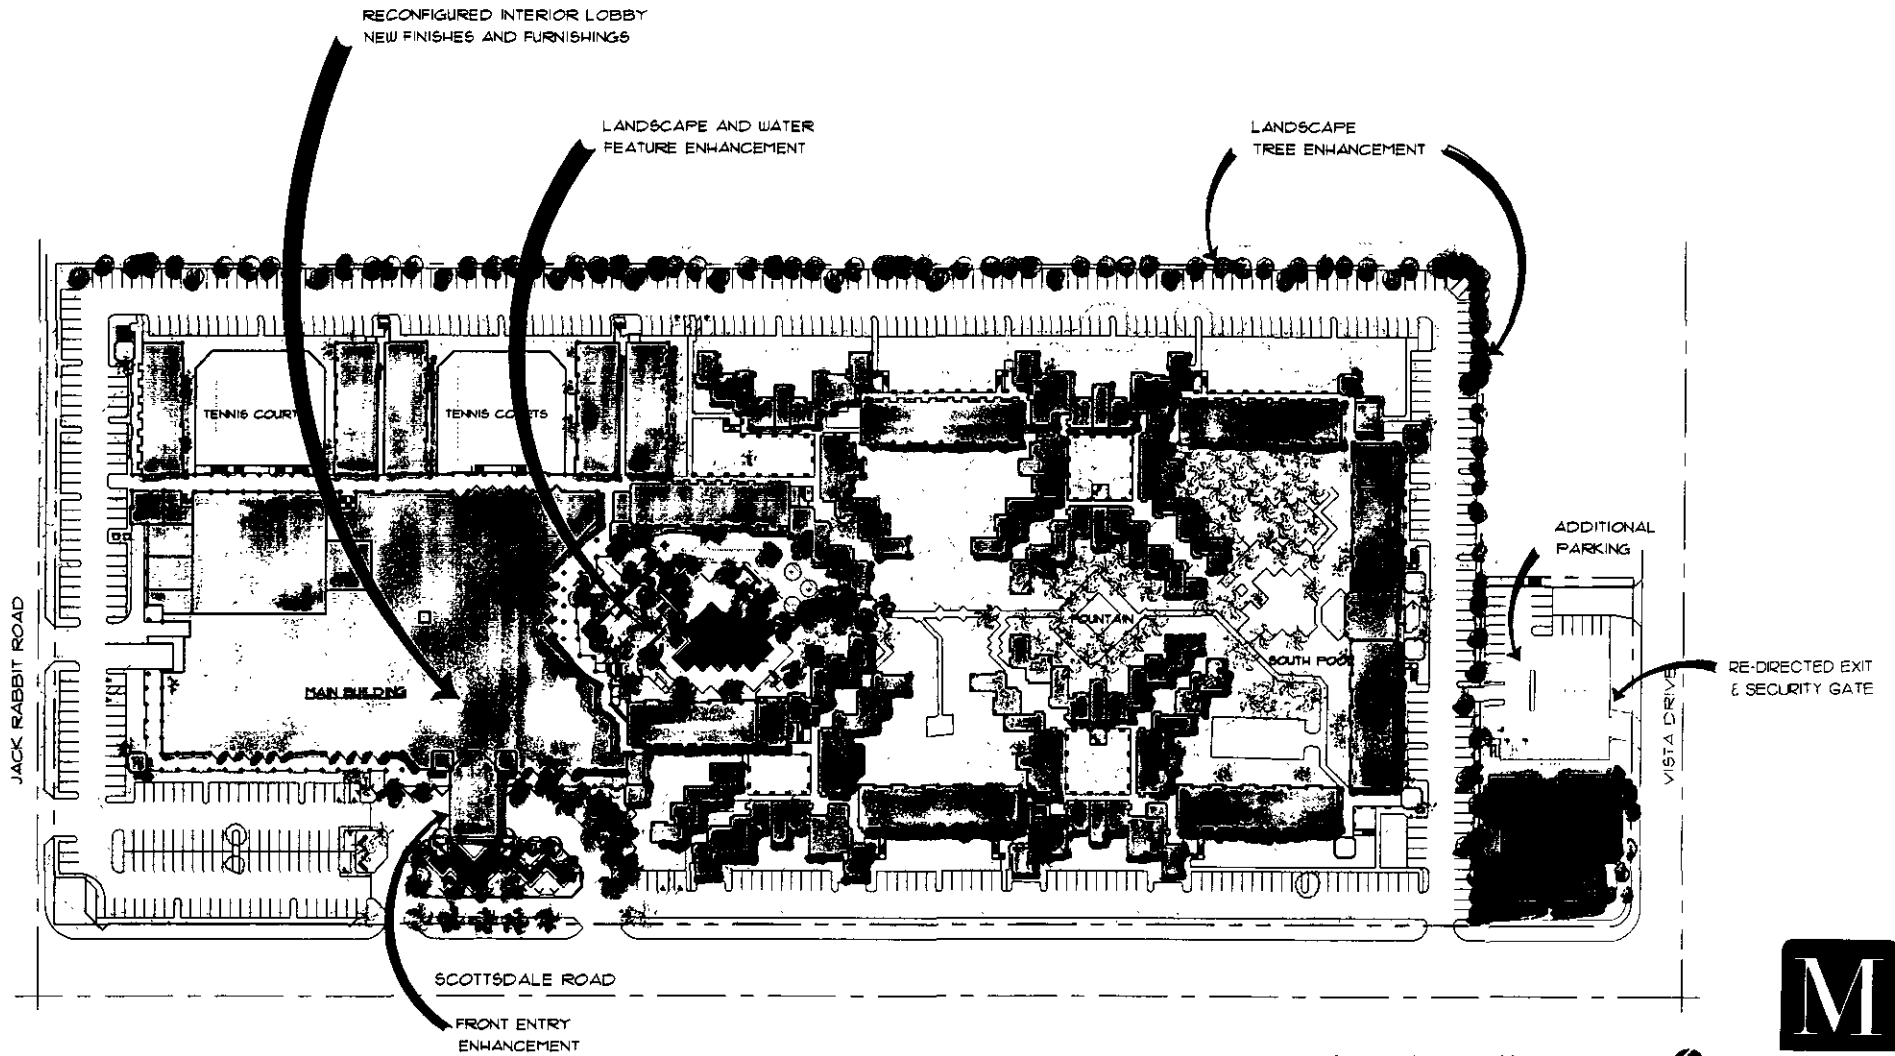 RECONFIGURED INTERIOR LOBBY
NEW FINISHES AND FURNISHINGS
LANDSCAPE AND WATER
FEATURE ENHANCEMENT
LANDSCAPE
TREE ENHANCEMENT
TENNIS COURT
TENNIS COURTS
ADDITIONAL
PARKING
FOUNTAIN
SOUTH POOL
RE-DIRECTED EXIT
& SECURITY GATE
MAIN BUILDING
JACK RABBIT ROAD
VISTA DRIVE
SCOTTSDALE ROAD
FRONT ENTRY
ENHANCEMENT
M